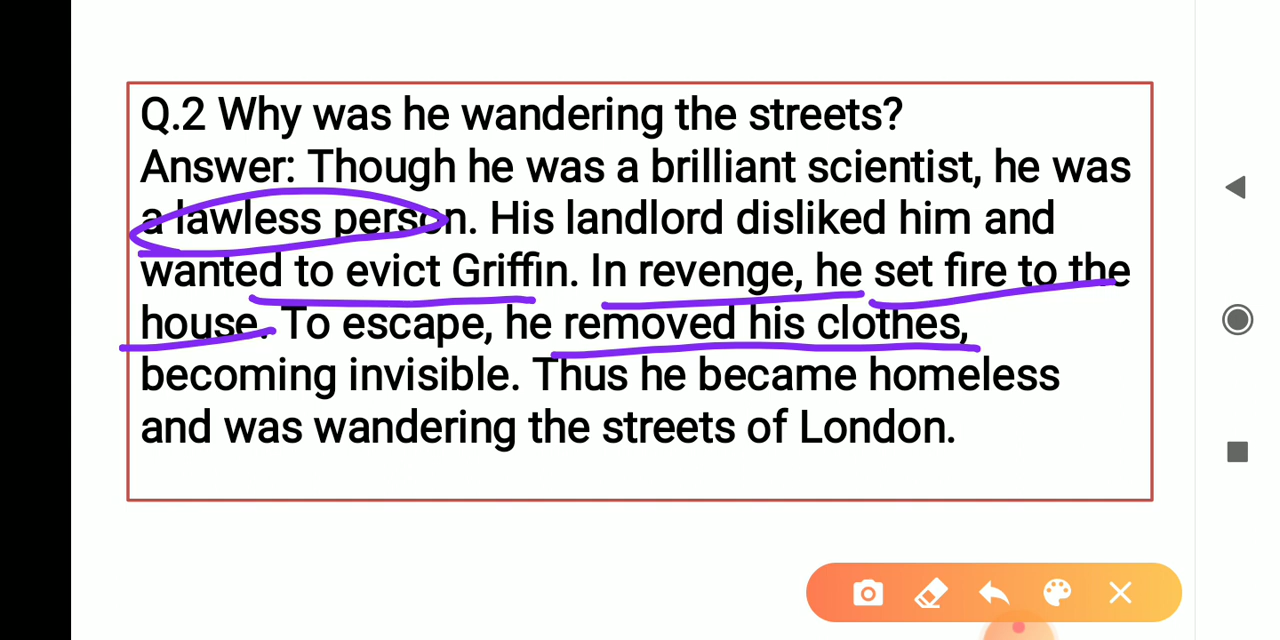 Q.2 Why was he wandering the streets?
Answer: Though he was a brilliant scientist, he was
a lawless person. His landlord disliked him and
wanted to evict Griffin. In revenge, he set fire to the
house. To escape, he removed his clothes,
becoming invisible. Thus he became homeless
and was wandering the streets of London.